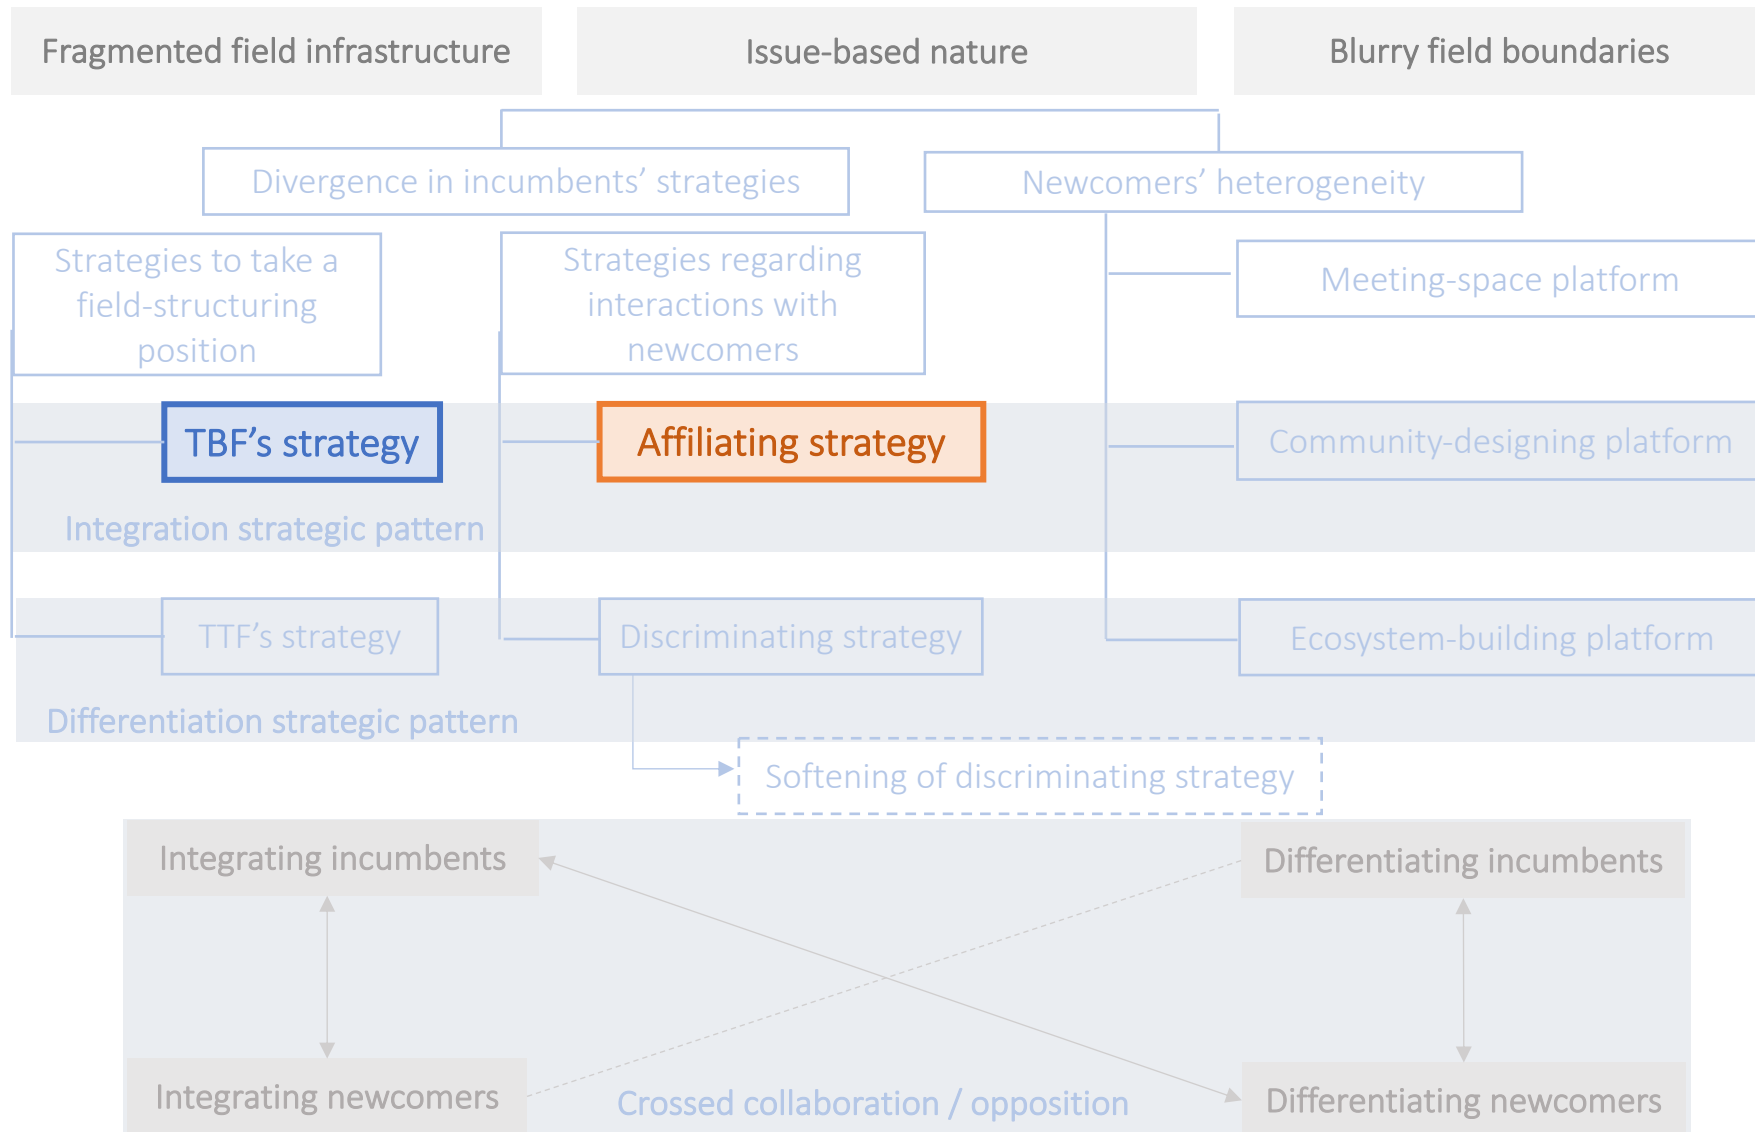 Fragmented field infrastructure
Issue-based nature
Blurry field boundaries
Divergence in incumbents’ strategies
Newcomers’ heterogeneity
Strategies to take a
field-structuring
position
Strategies regarding
interactions with
newcomers
Meeting-space platform
TBF’s strategy
Affiliating strategy
Community-designing platform
Integration strategic pattern
TTF’s strategy
Discriminating strategy
Ecosystem-building platform
Differentiation strategic pattern
Softening of discriminating strategy
Integrating incumbents
Differentiating incumbents
Integrating newcomers
Crossed collaboration / opposition
Differentiating newcomers